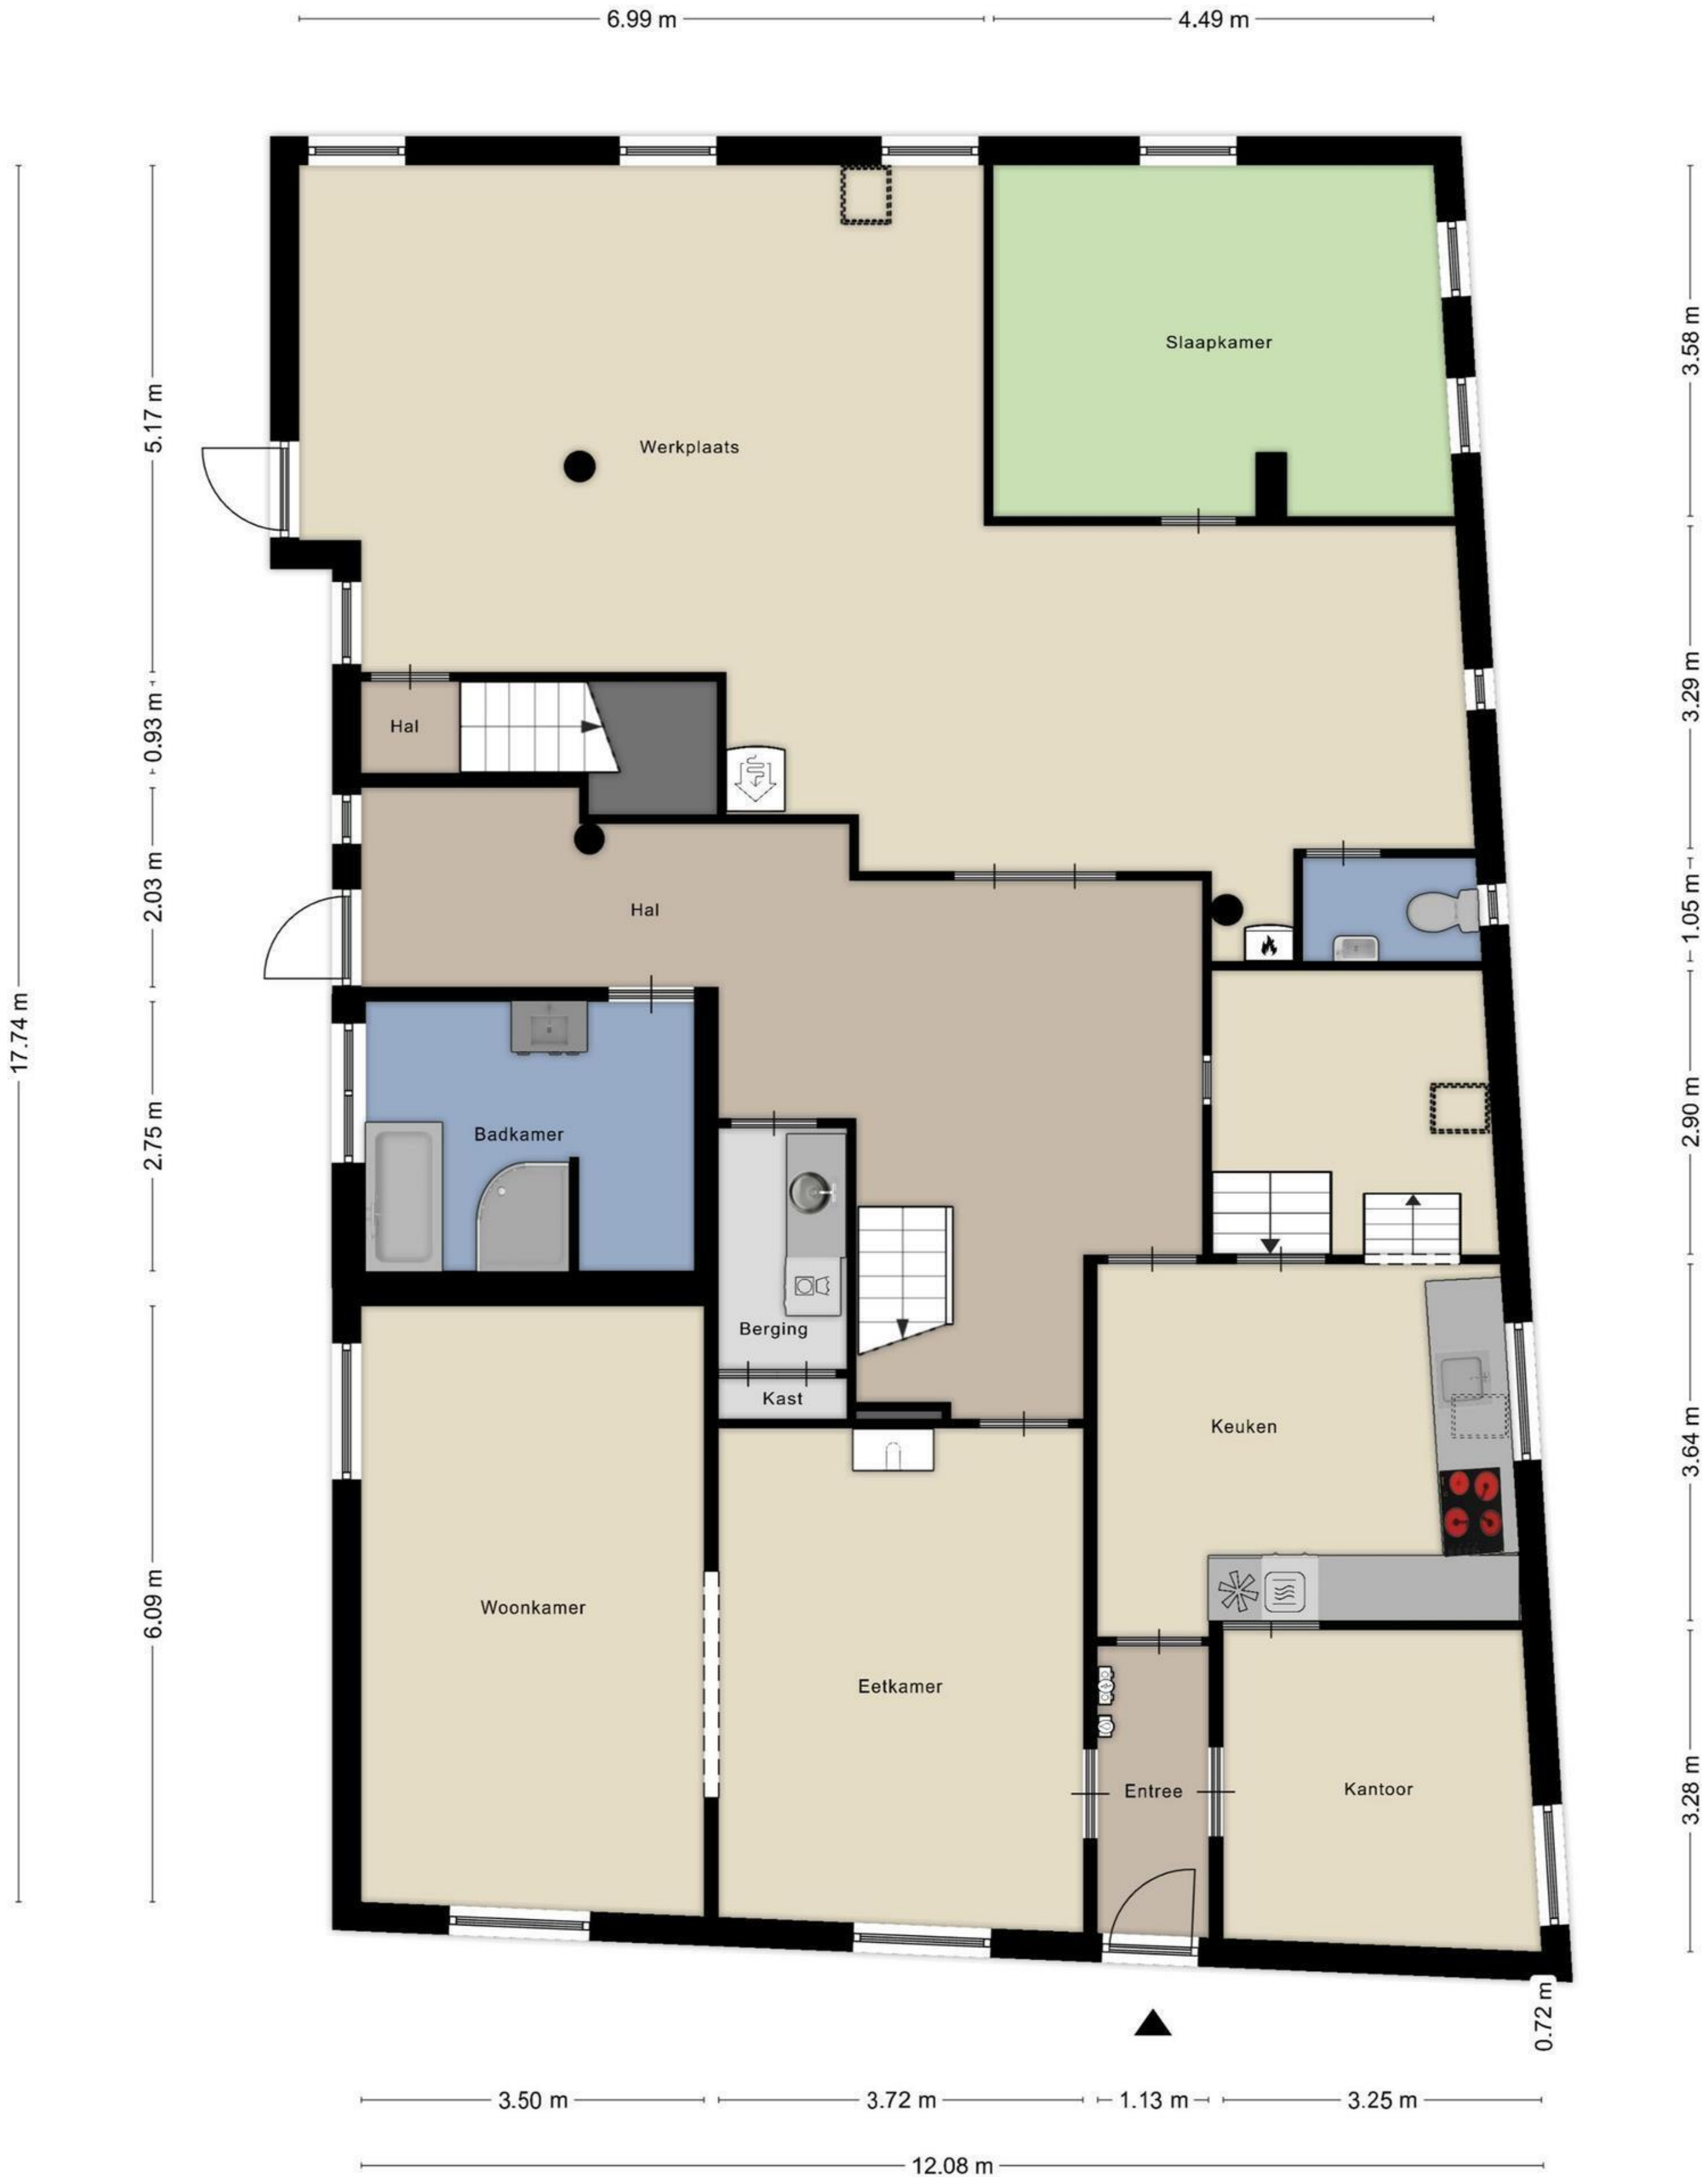 6.99 m
4.49 m
17.74 m
5.17 m
0.93 m
2.03 m
2.75 m
6.09 m
Slaapkamer
Werkplaats
Hal
Hal
Badkamer
Berging
Kast
Keuken
Woonkamer
Eetkamer
Entree
Kantoor
3.58 m
3.29 m
1.05 m
2.90 m
3.64 m
3.28 m
0.72 m
3.50 m
3.72 m
1.13 m
3.25 m
12.08 m